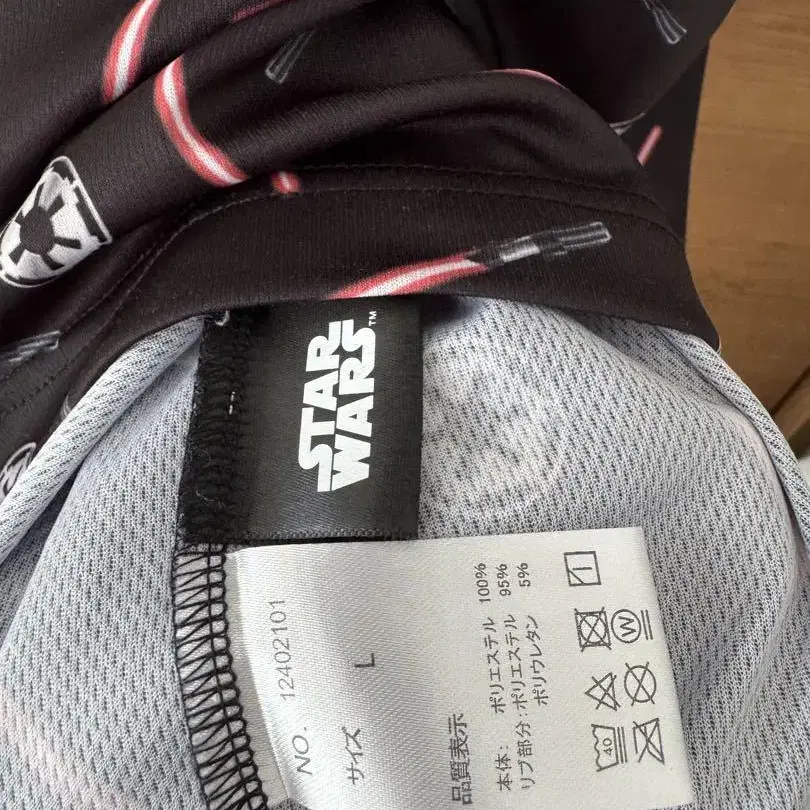 STAR
WARS™
NO. 12402101
サイズ L
品質表示
本体: ポリエステル 100%
リブ部分:ポリエステル 95%
ポリウレタン 5%
40
W